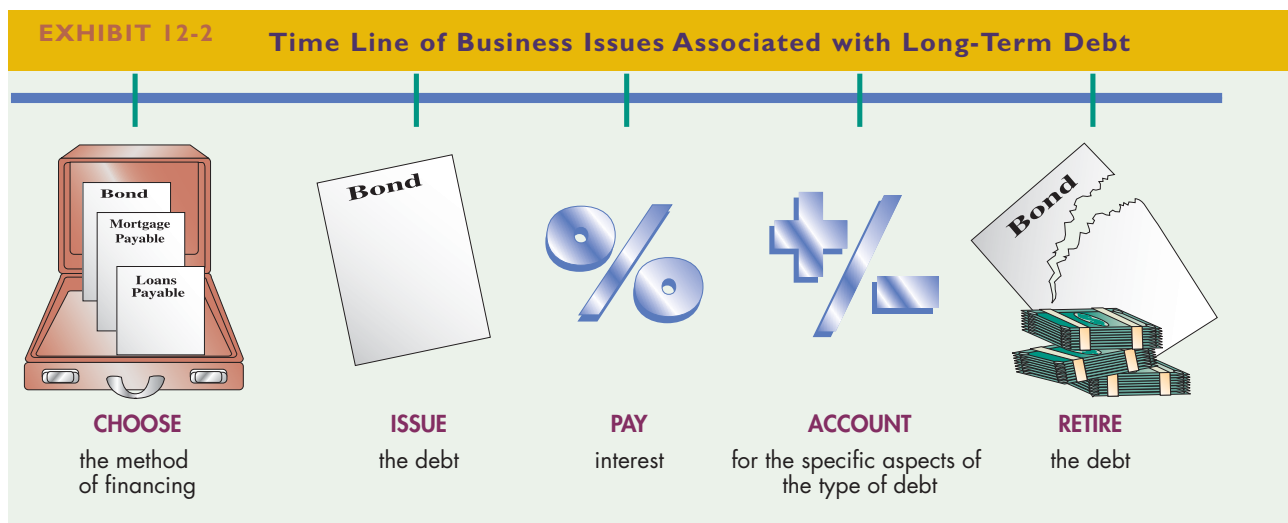 EXHIBIT 12-2 Time Line of Business Issues Associated with Long-Term Debt
Bond
Mortgage
Payable
Loans
Payable
Bond
% 
+/-
Bond
CHOOSE
the method
of financing
ISSUE
the debt
PAY
interest
ACCOUNT
for the specific aspects of
the type of debt
RETIRE
the debt